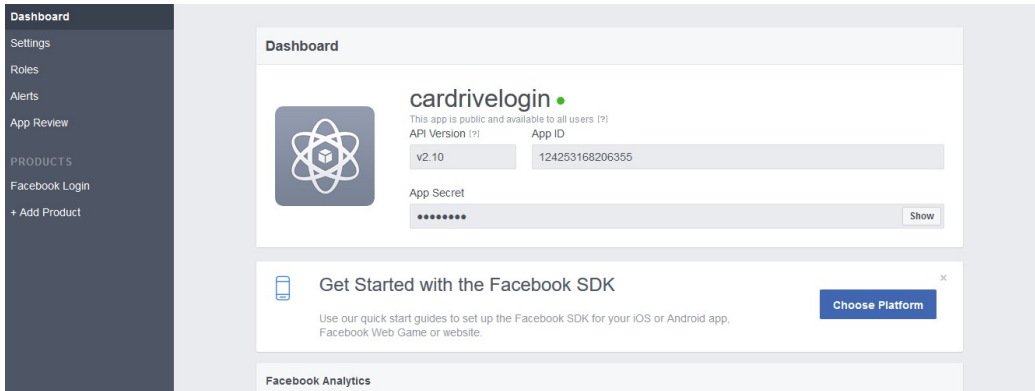 Dashboard
Settings
Roles
Alerts
App Review
PRODUCTS
Facebook Login
+ Add Product
Dashboard
cardrivelogin
This app is public and available to all users [?]
API Version [?]
App ID
v2.10
124253168206355
App Secret
●●●●●●●●
Show
Get Started with the Facebook SDK
×
Use our quick start guides to set up the Facebook SDK for your iOS or Android app,
Facebook Web Game or website.
Choose Platform
Facebook Analytics